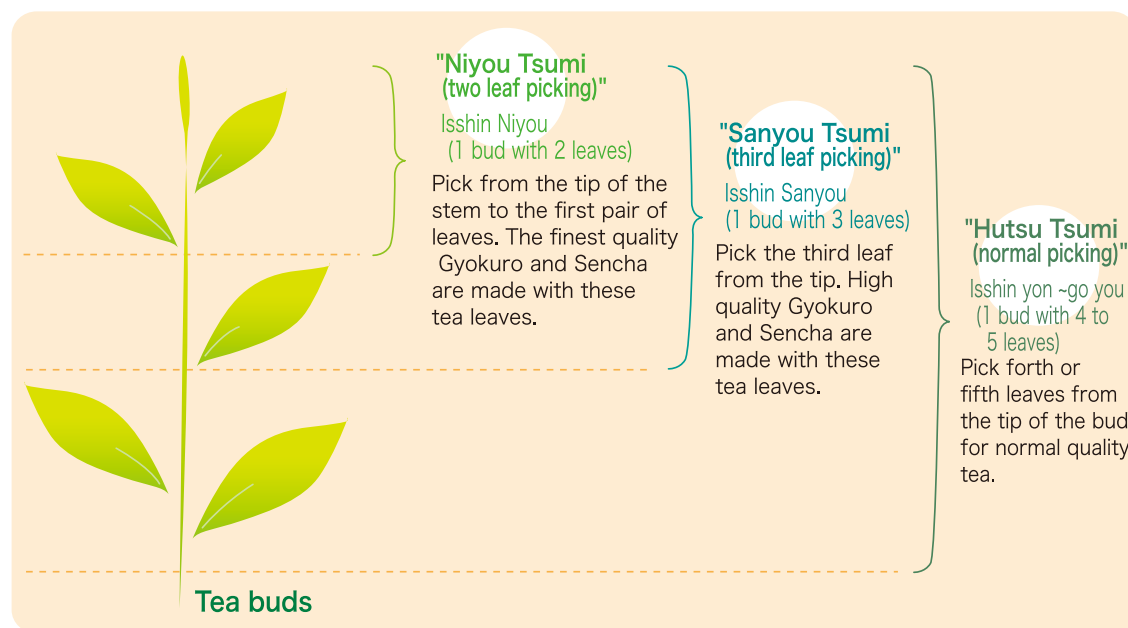 "Niyou Tsumi
(two leaf picking)"
Isshin Niyou
(1 bud with 2 leaves)
Pick from the tip of the
stem to the first pair of
leaves. The finest quality
Gyokuro and Sencha
are made with these
tea leaves.
"Sanyou Tsumi
(third leaf picking)"
Isshin Sanyou
(1 bud with 3 leaves)
Pick the third leaf
from the tip. High
quality Gyokuro
and Sencha are
made with these
tea leaves.
"Hutsu Tsumi
(normal picking)"
Isshin yon ~go you
(1 bud with 4 to
5 leaves)
Pick forth or
fifth leaves from
the tip of the bud
for normal quality
tea.
Tea buds